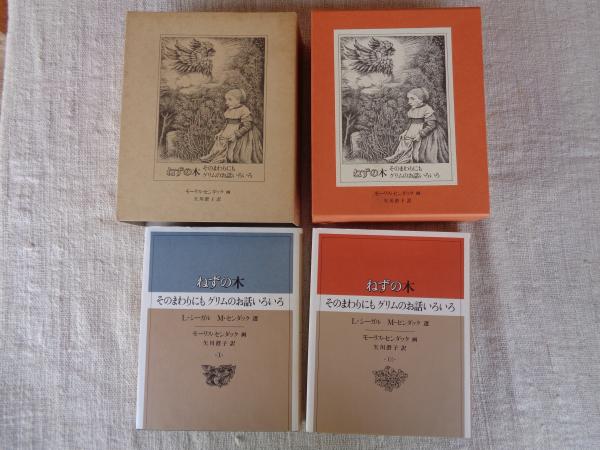 ねずの木 そのまわりにも
グリムのお話いろいろ
モーリス・センダック 画
矢川澄子 訳
ねずの木 そのまわりにも
グリムのお話いろいろ
モーリス・センダック 画
矢川澄子 訳
ねずの木
そのまわりにも グリムのお話いろいろ
L・シーガル M・センダック 選
モーリス・センダック 画
矢川澄子 訳
・I・
ねずの木
そのまわりにも グリムのお話いろいろ
L・シーガル M・センダック 選
モーリス・センダック 画
矢川澄子 訳
・II・